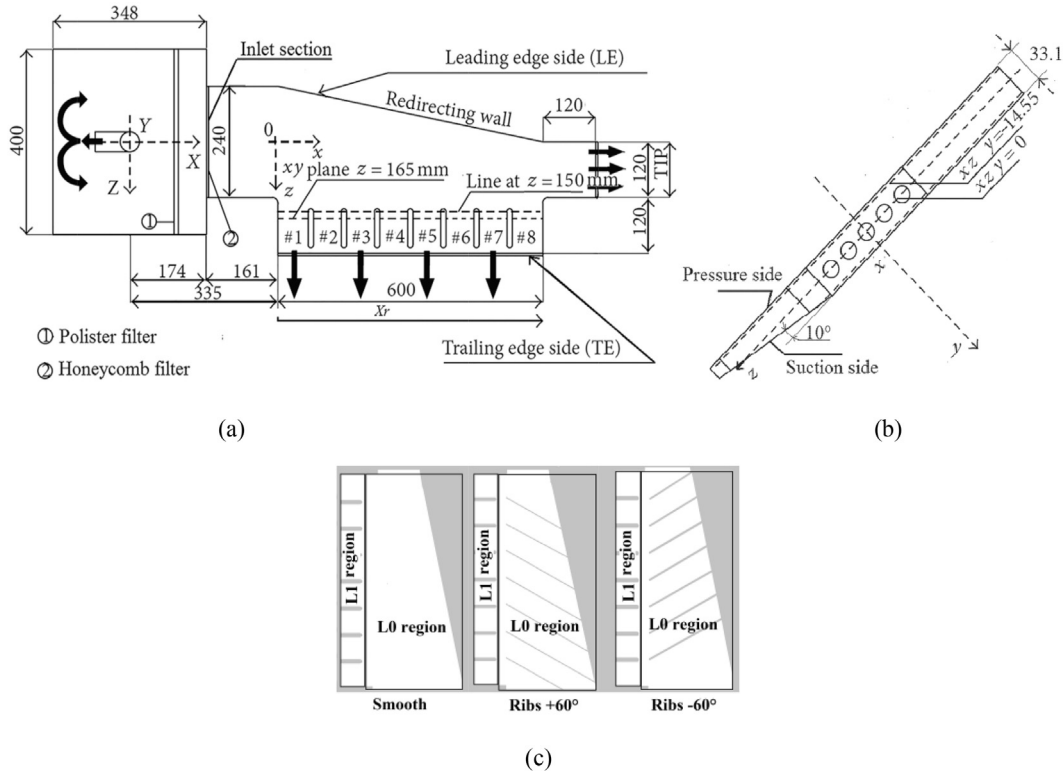 348
Inlet section
Leading edge side (LE)
Redirecting wall
120
400
240
Y
X
Z
0
x
z
xy plane z = 165 mm
Line at z = 150 mm
120
TIP
120
#1
#2
#3
#4
#5
#6
#7
#8
①
②
174
161
335
600
Xr
① Polister filter
② Honeycomb filter
Trailing edge side (TE)
(a)
33.1
xz y = -14.55
xz y = 0
Pressure side
x
10°
y
z
Suction side
(b)
L1 region
L0 region
Smooth
L1 region
L0 region
Ribs +60°
L1 region
L0 region
Ribs -60°
(c)